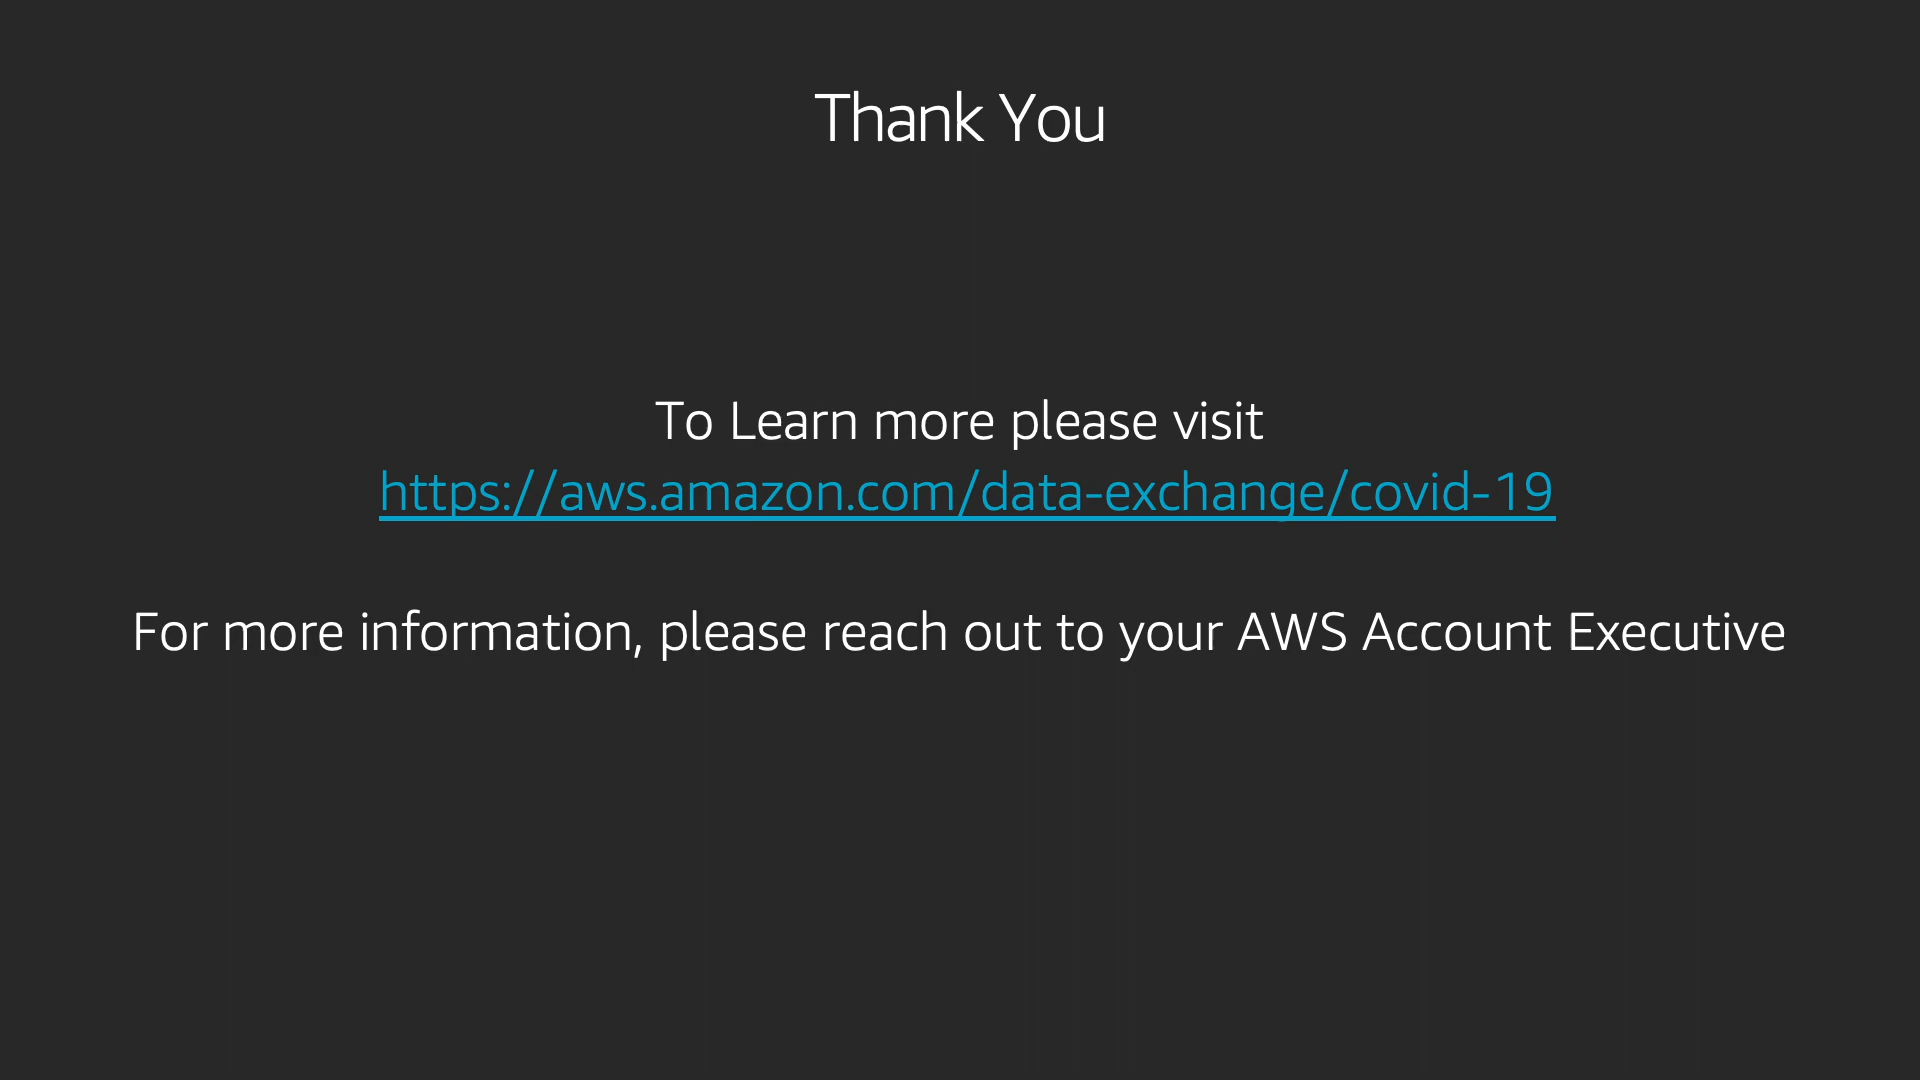 Thank You
To Learn more please visit
https://aws.amazon.com/data-exchange/covid-19
For more information, please reach out to your AWS Account Executive